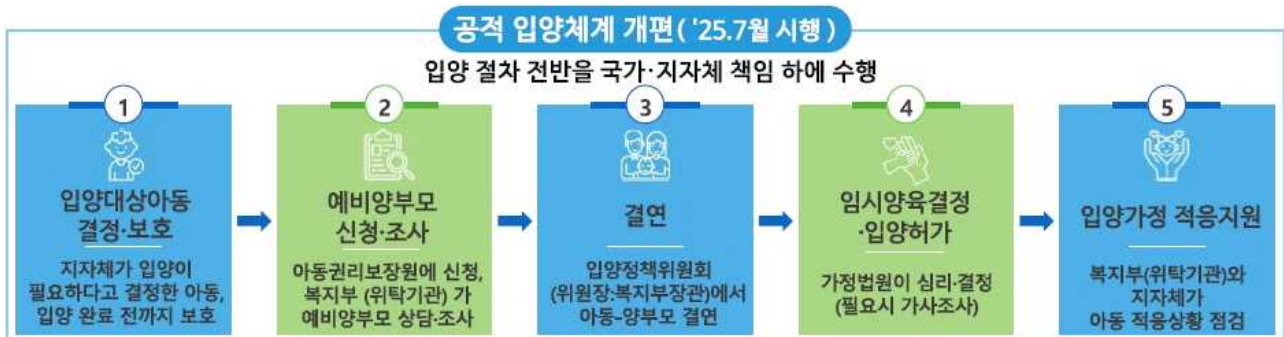 공적 입양체계 개편( '25.7월 시행 )
입양 절차 전반을 국가·지자체 책임 하에 수행
1
입양대상아동
결정·보호
지자체가 입양이
필요하다고 결정한 아동,
입양 완료 전까지 보호
2
예비양부모
신청·조사
아동권리보장원에 신청,
복지부 (위탁기관) 가
예비양부모 상담·조사
3
결연
입양정책위원회
(위원장:복지부장관)에서
아동-양부모 결연
4
임시양육결정
·입양허가
가정법원이 심리·결정
(필요시 가사조사)
5
입양가정 적응지원
복지부(위탁기관)와
지자체가
아동 적응상황 점검